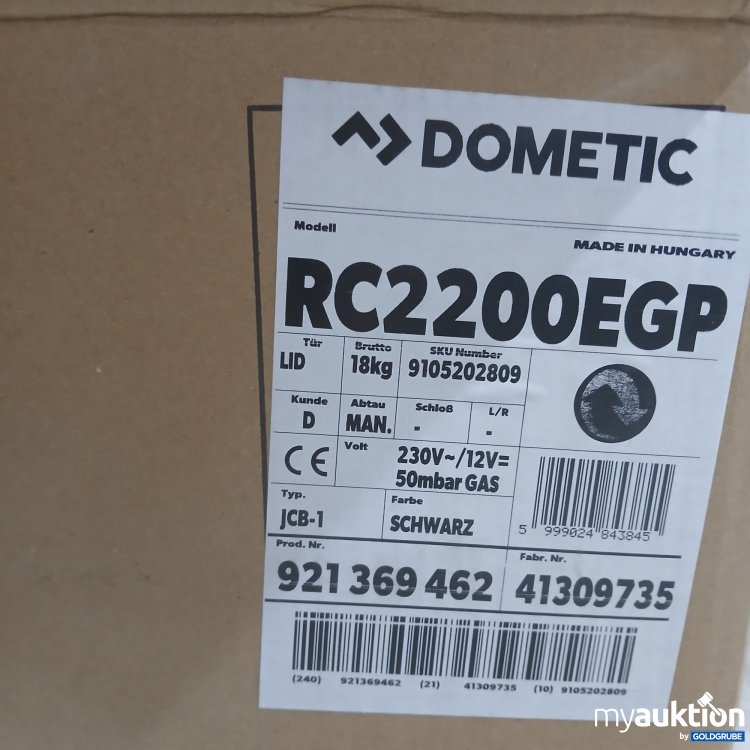 DOMETIC
Modell
MADE IN HUNGARY
RC2200EGP
Tür Brutto SKU Number
LID 18kg 9105202809
Kunde Abtau Schloß L/R
D MAN. - -
CE Volt 230V~/12V=
50mbar GAS
Typ. Farbe
JCB-1 SCHWARZ
5 999024 843845
Prod. Nr. Fabr. Nr.
921 369 462 41309735
(240) 921369462 (21) 41309735 (10) 9105202809
myauktion
by GOLDGRUBE